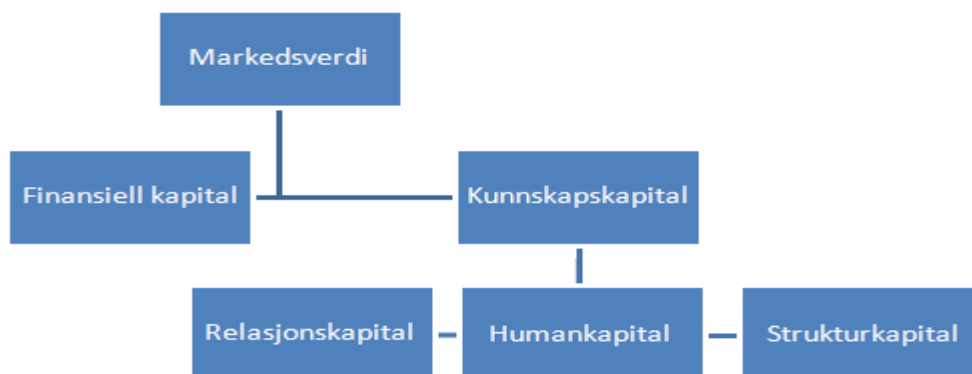 Markedsverdi
Finansiell kapital
Kunnskapskapital
Relasjonskapital
Humankapital
Strukturkapital